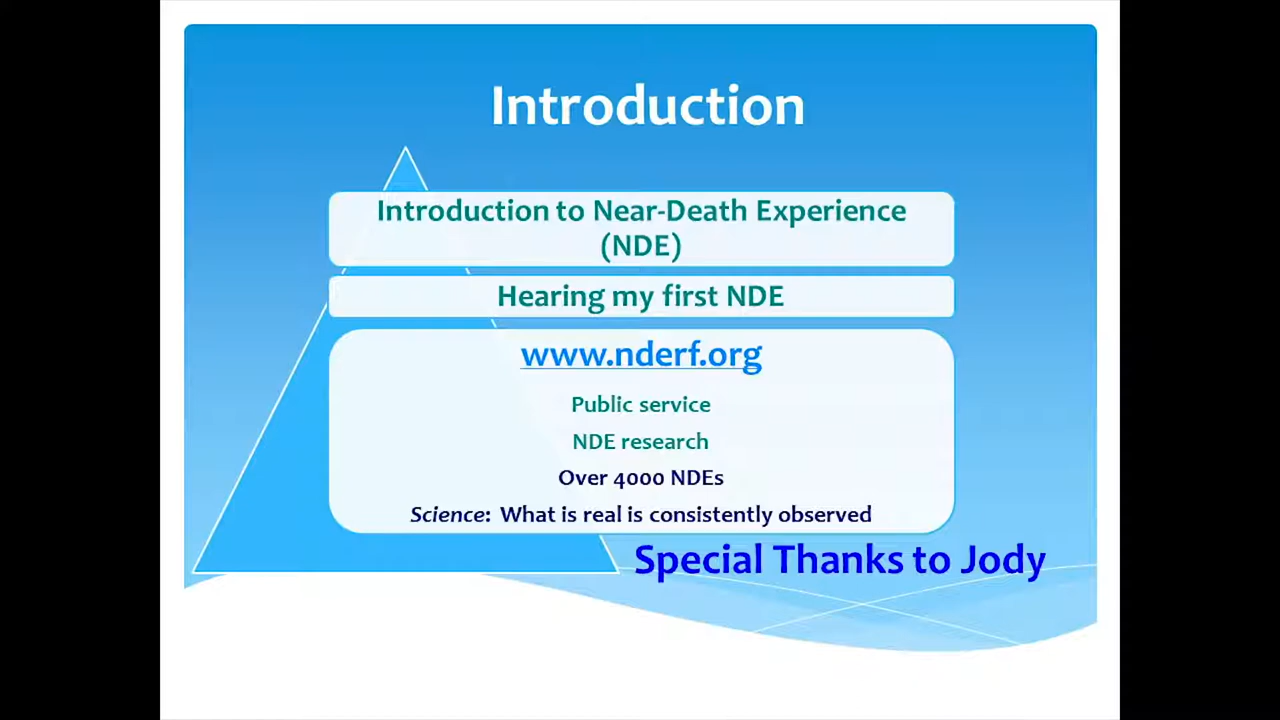 Introduction
Introduction to Near-Death Experience
(NDE)
Hearing my first NDE
www.nderf.org
Public service
NDE research
Over 4000 NDEs
Science: What is real is consistently observed
Special Thanks to Jody